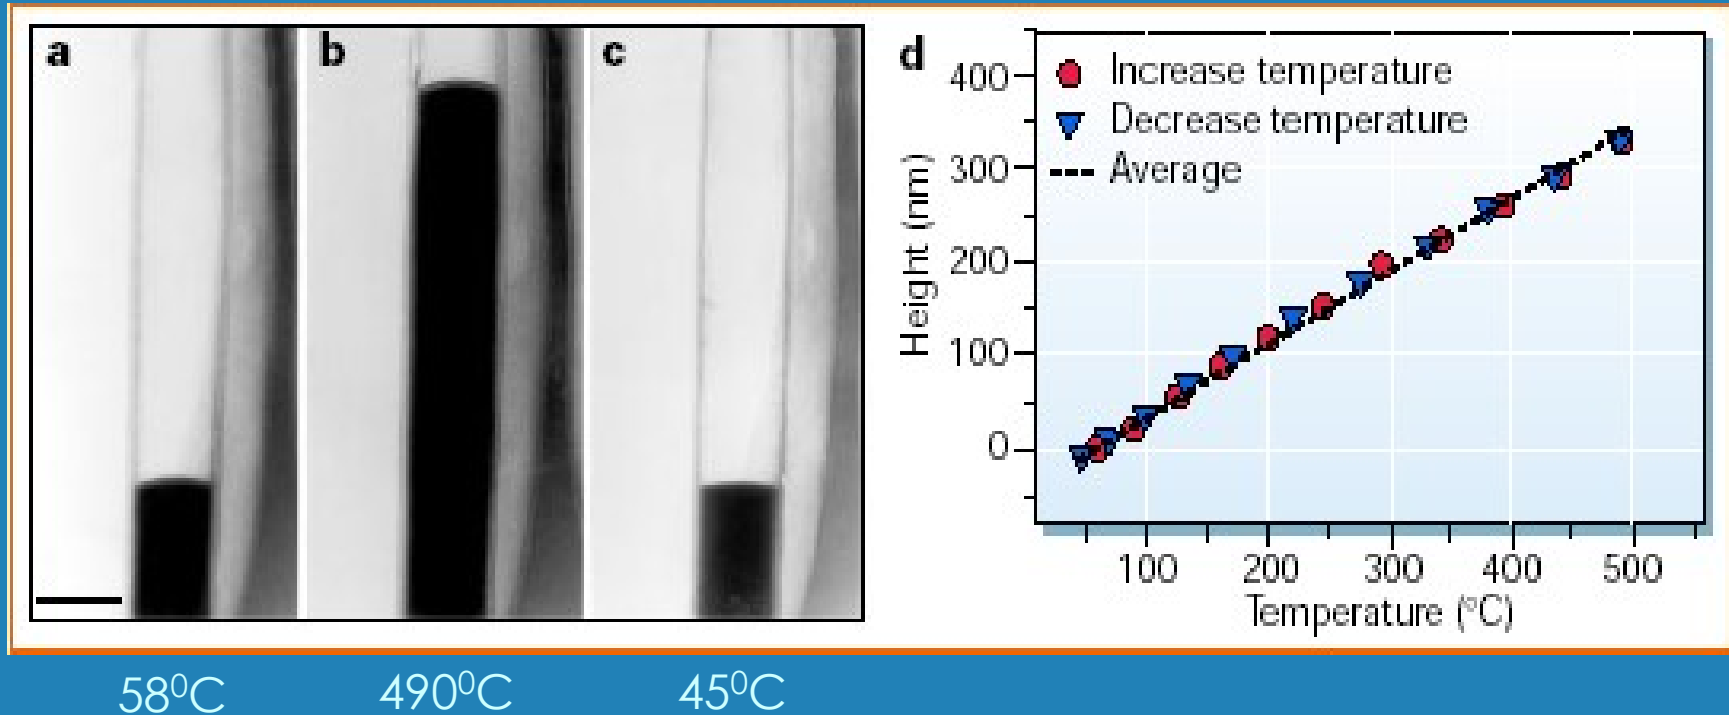 a
b
c
d
Increase temperature
Decrease temperature
Average
400
300
200
100
0
Height (nm)
100 200 300 400 500
Temperature (°C)
58⁰C 490⁰C 45⁰C